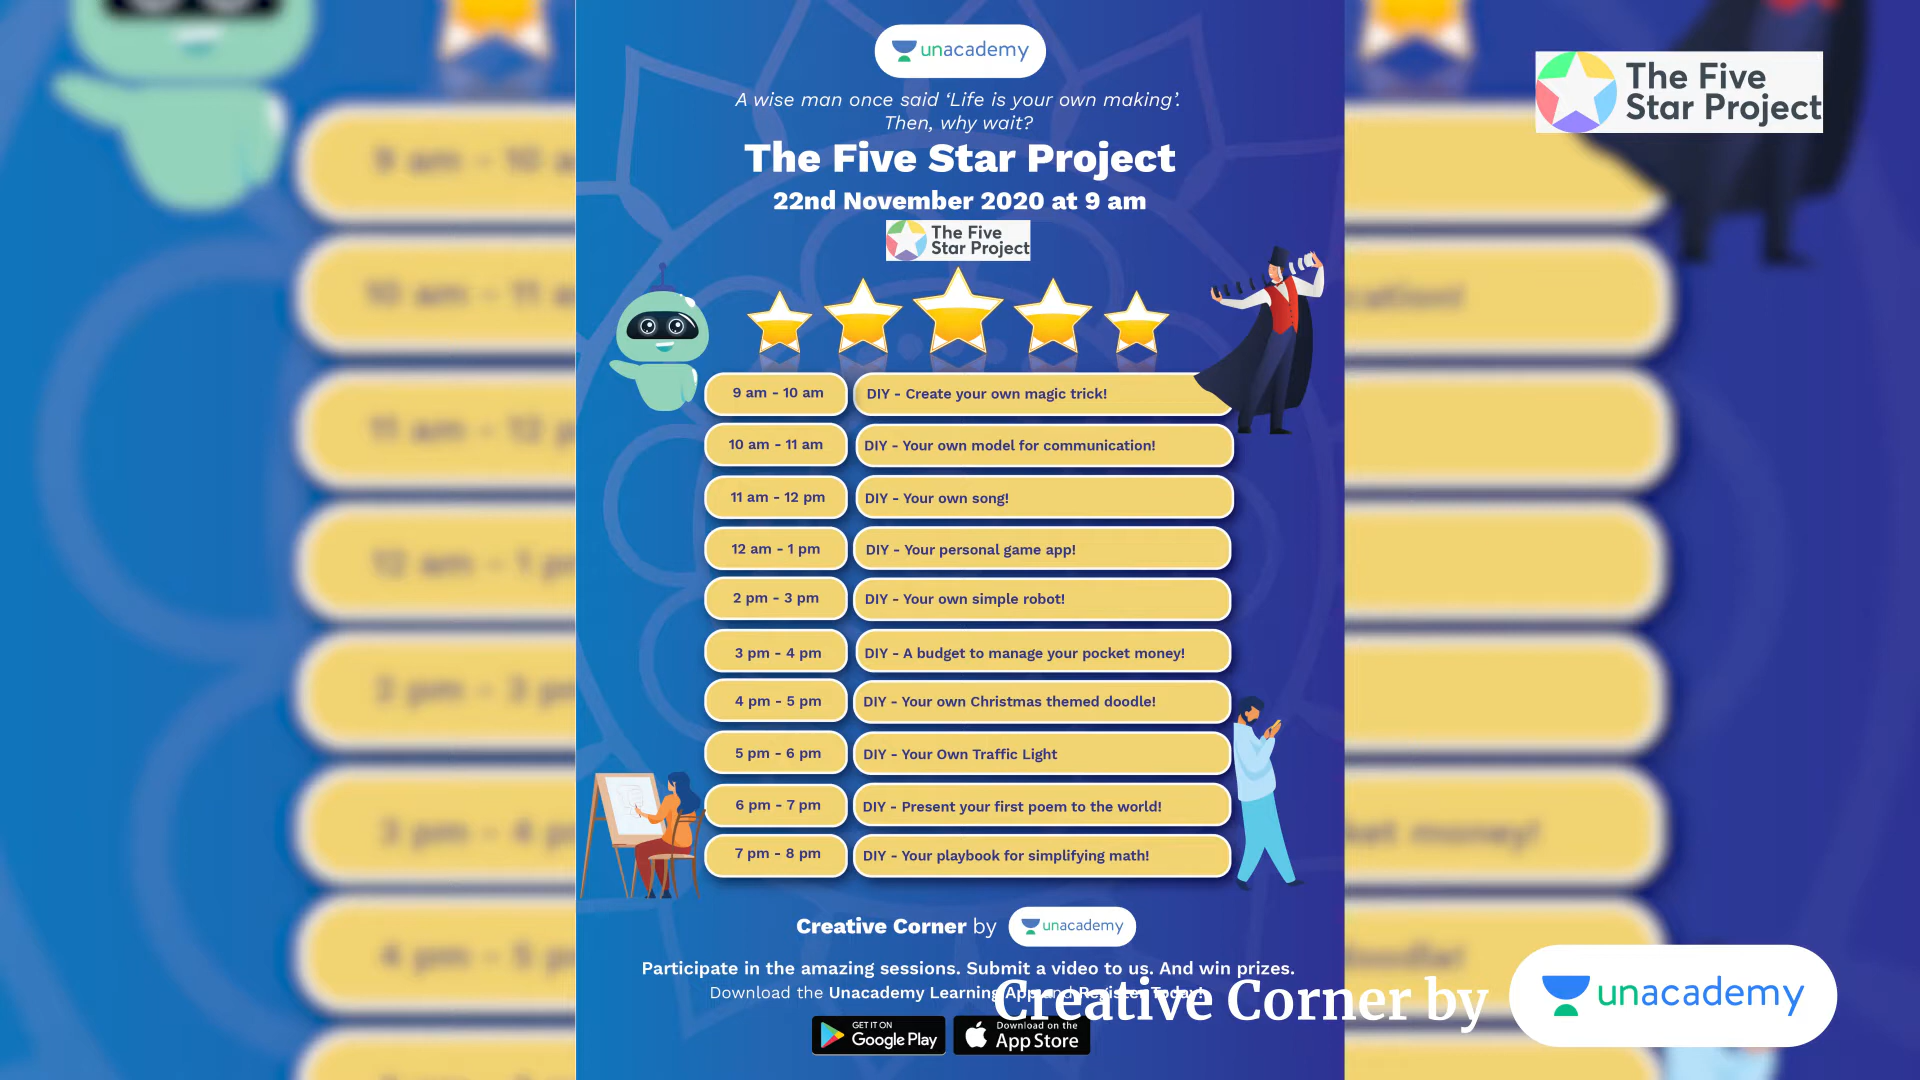 unacademy
A wise man once said ‘Life is your own making’.
Then, why wait?
The Five Star Project
22nd November 2020 at 9 am
The Five
Star Project
The Five
Star Project
9 am - 10 am DIY - Create your own magic trick!
10 am - 11 am DIY - Your own model for communication!
11 am - 12 pm DIY - Your own song!
12 am - 1 pm DIY - Your personal game app!
2 pm - 3 pm DIY - Your own simple robot!
3 pm - 4 pm DIY - A budget to manage your pocket money!
4 pm - 5 pm DIY - Your own Christmas themed doodle!
5 pm - 6 pm DIY - Your Own Traffic Light
6 pm - 7 pm DIY - Present your first poem to the world!
7 pm - 8 pm DIY - Your playbook for simplifying math!
Creative Corner by unacademy
Participate in the amazing sessions. Submit a video to us. And win prizes.
Download the Unacademy Learning App and Register Today!
Creative Corner by unacademy
GET IT ON
Google Play
Download on the
App Store